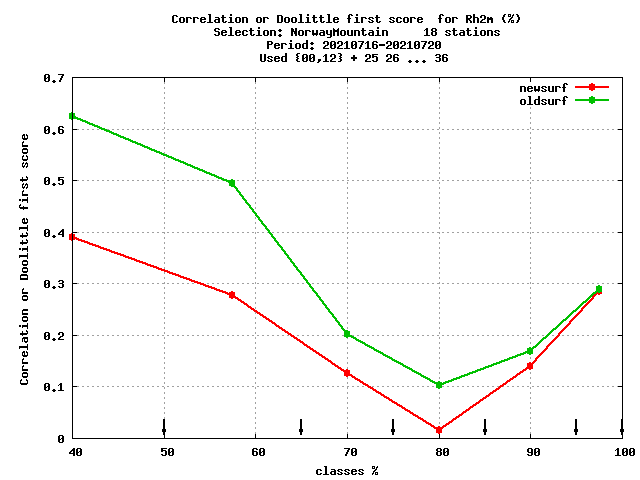 Correlation or Doolittle first score  for Rh2m (%)
Selection: NorwayMountain     18 stations
Period: 20210716-20210720
Used {00,12} + 25 26 ... 36
newsurf
oldsurf
Correlation or Doolittle first score
0.7
0.6
0.5
0.4
0.3
0.2
0.1
0
40 50 60 70 80 90 100
classes %